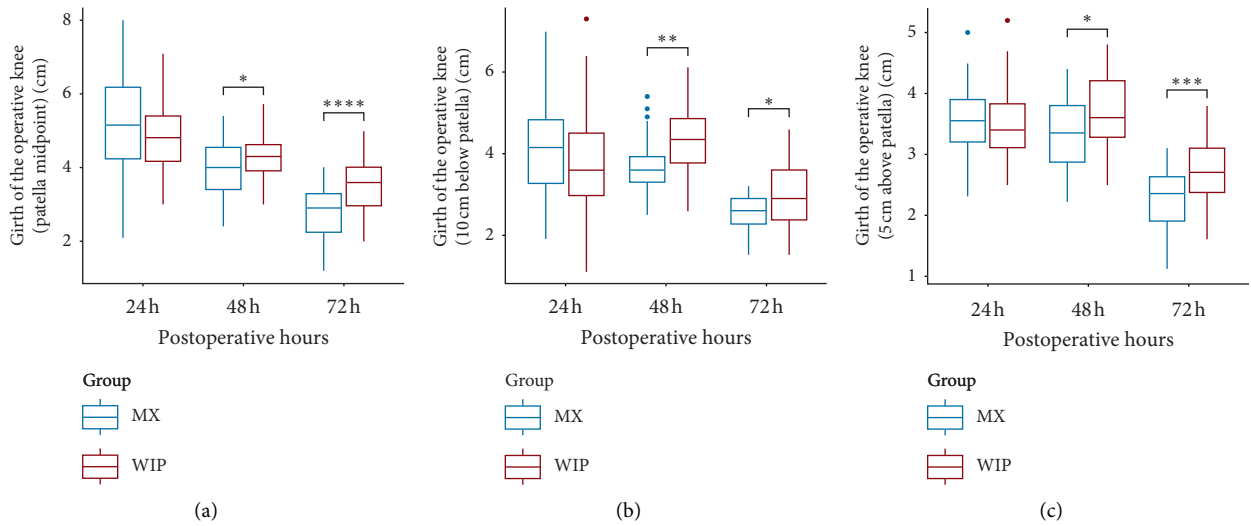 Girth of the operative knee
(patella midpoint) (cm)
8
6
4
2
*
****
24 h
48 h
72 h
Postoperative hours
Group
MX
WIP
(a)
Girth of the operative knee
(10 cm below patella) (cm)
6
4
2
**
*
24 h
48 h
72 h
Postoperative hours
Group
MX
WIP
(b)
Girth of the operative knee
(5 cm above patella) (cm)
5
4
3
2
1
*
***
24 h
48 h
72 h
Postoperative hours
Group
MX
WIP
(c)